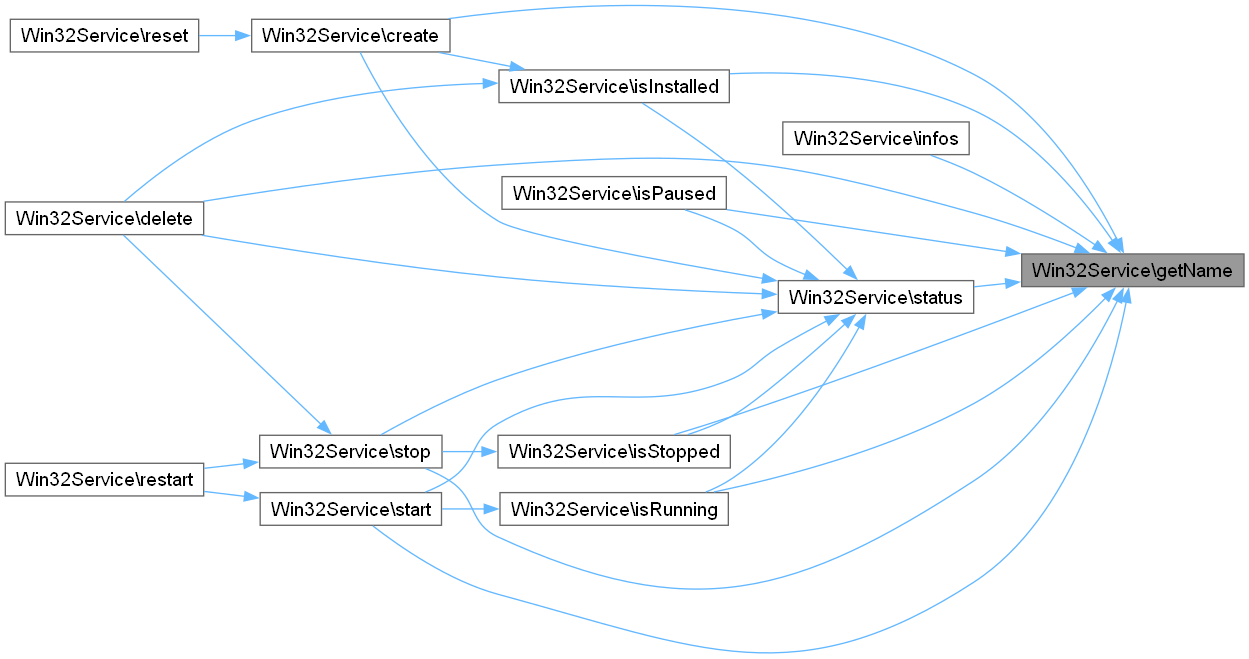 Win32Service\reset
Win32Service\create
Win32Service\isInstalled
Win32Service\infos
Win32Service\isPaused
Win32Service\delete
Win32Service\getName
Win32Service\status
Win32Service\stop
Win32Service\isStopped
Win32Service\restart
Win32Service\start
Win32Service\isRunning